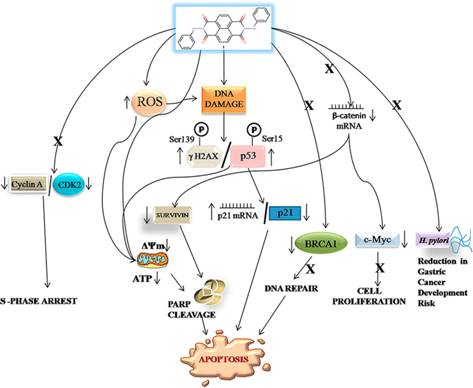 X
X
X
X
ROS
DNA
DAMAGE
P
P
Ser139
Ser15
γ H2AX
p53
β-catenin
mRNA
Cyclin A
CDK2
SURVIVIN
p21 mRNA
p21
ΔΨm
ATP
BRCA1
c-Myc
H. pylori
X
X
S -PHASE ARREST
PARP
CLEAVAGE
DNA REPAIR
CELL
PROLIFERATION
Reduction in
Gastric
Cancer
Development
Risk
APOPTOSIS